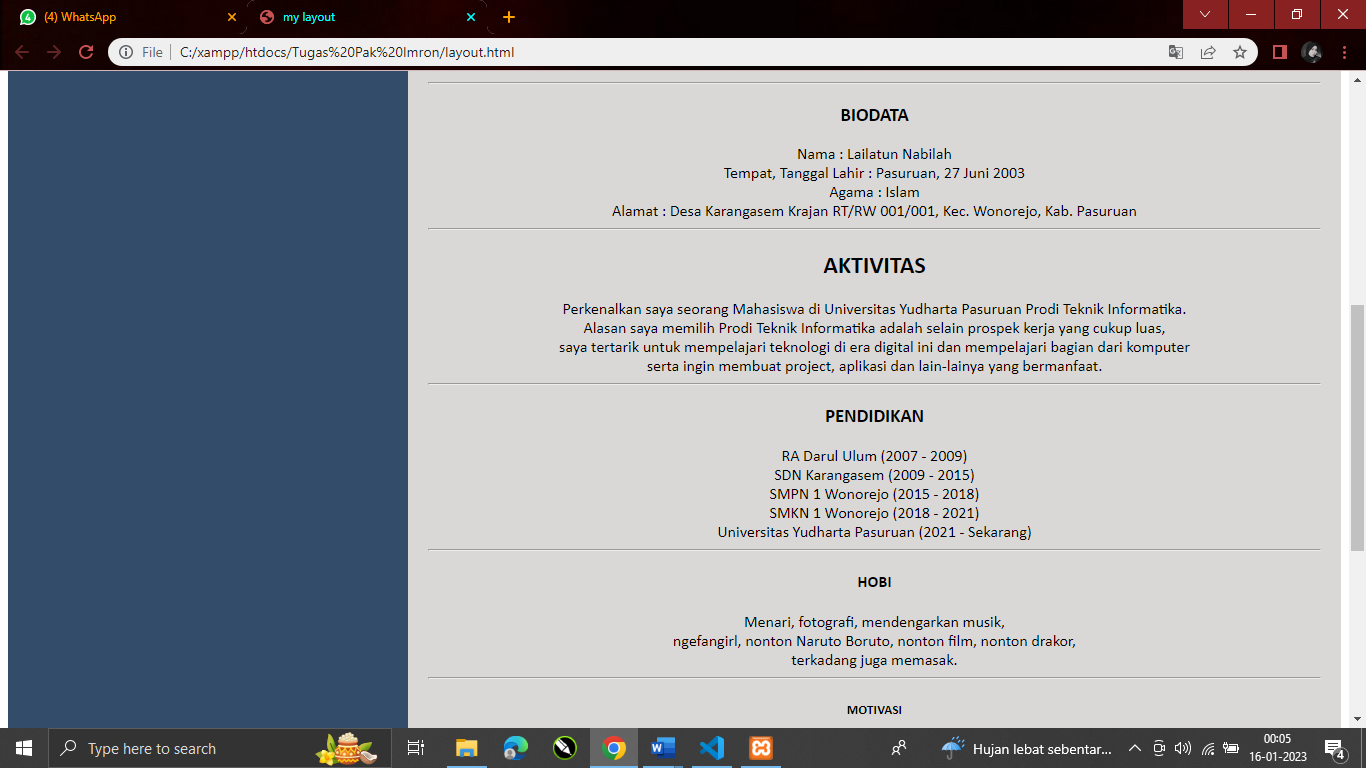 (4) WhatsApp
my layout
File
C:/xampp/htdocs/Tugas%20Pak%20Imron/layout.html
BIODATA
Nama : Lailatun Nabilah
Tempat, Tanggal Lahir : Pasuruan, 27 Juni 2003
Agama : Islam
Alamat : Desa Karangasem Krajan RT/RW 001/001, Kec. Wonorejo, Kab. Pasuruan
AKTIVITAS
Perkenalkan saya seorang Mahasiswa di Universitas Yudharta Pasuruan Prodi Teknik Informatika.
Alasan saya memilih Prodi Teknik Informatika adalah selain prospek kerja yang cukup luas,
saya tertarik untuk mempelajari teknologi di era digital ini dan mempelajari bagian dari komputer
serta ingin membuat project, aplikasi dan lain-lainya yang bermanfaat.
PENDIDIKAN
RA Darul Ulum (2007 - 2009)
SDN Karangasem (2009 - 2015)
SMPN 1 Wonorejo (2015 - 2018)
SMKN 1 Wonorejo (2018 - 2021)
Universitas Yudharta Pasuruan (2021 - Sekarang)
HOBI
Menari, fotografi, mendengarkan musik,
ngefangirl, nonton Naruto Boruto, nonton film, nonton drakor,
terkadang juga memasak.
MOTIVASI
Type here to search
Hujan lebat sebentar...
00:05
16-01-2023
4